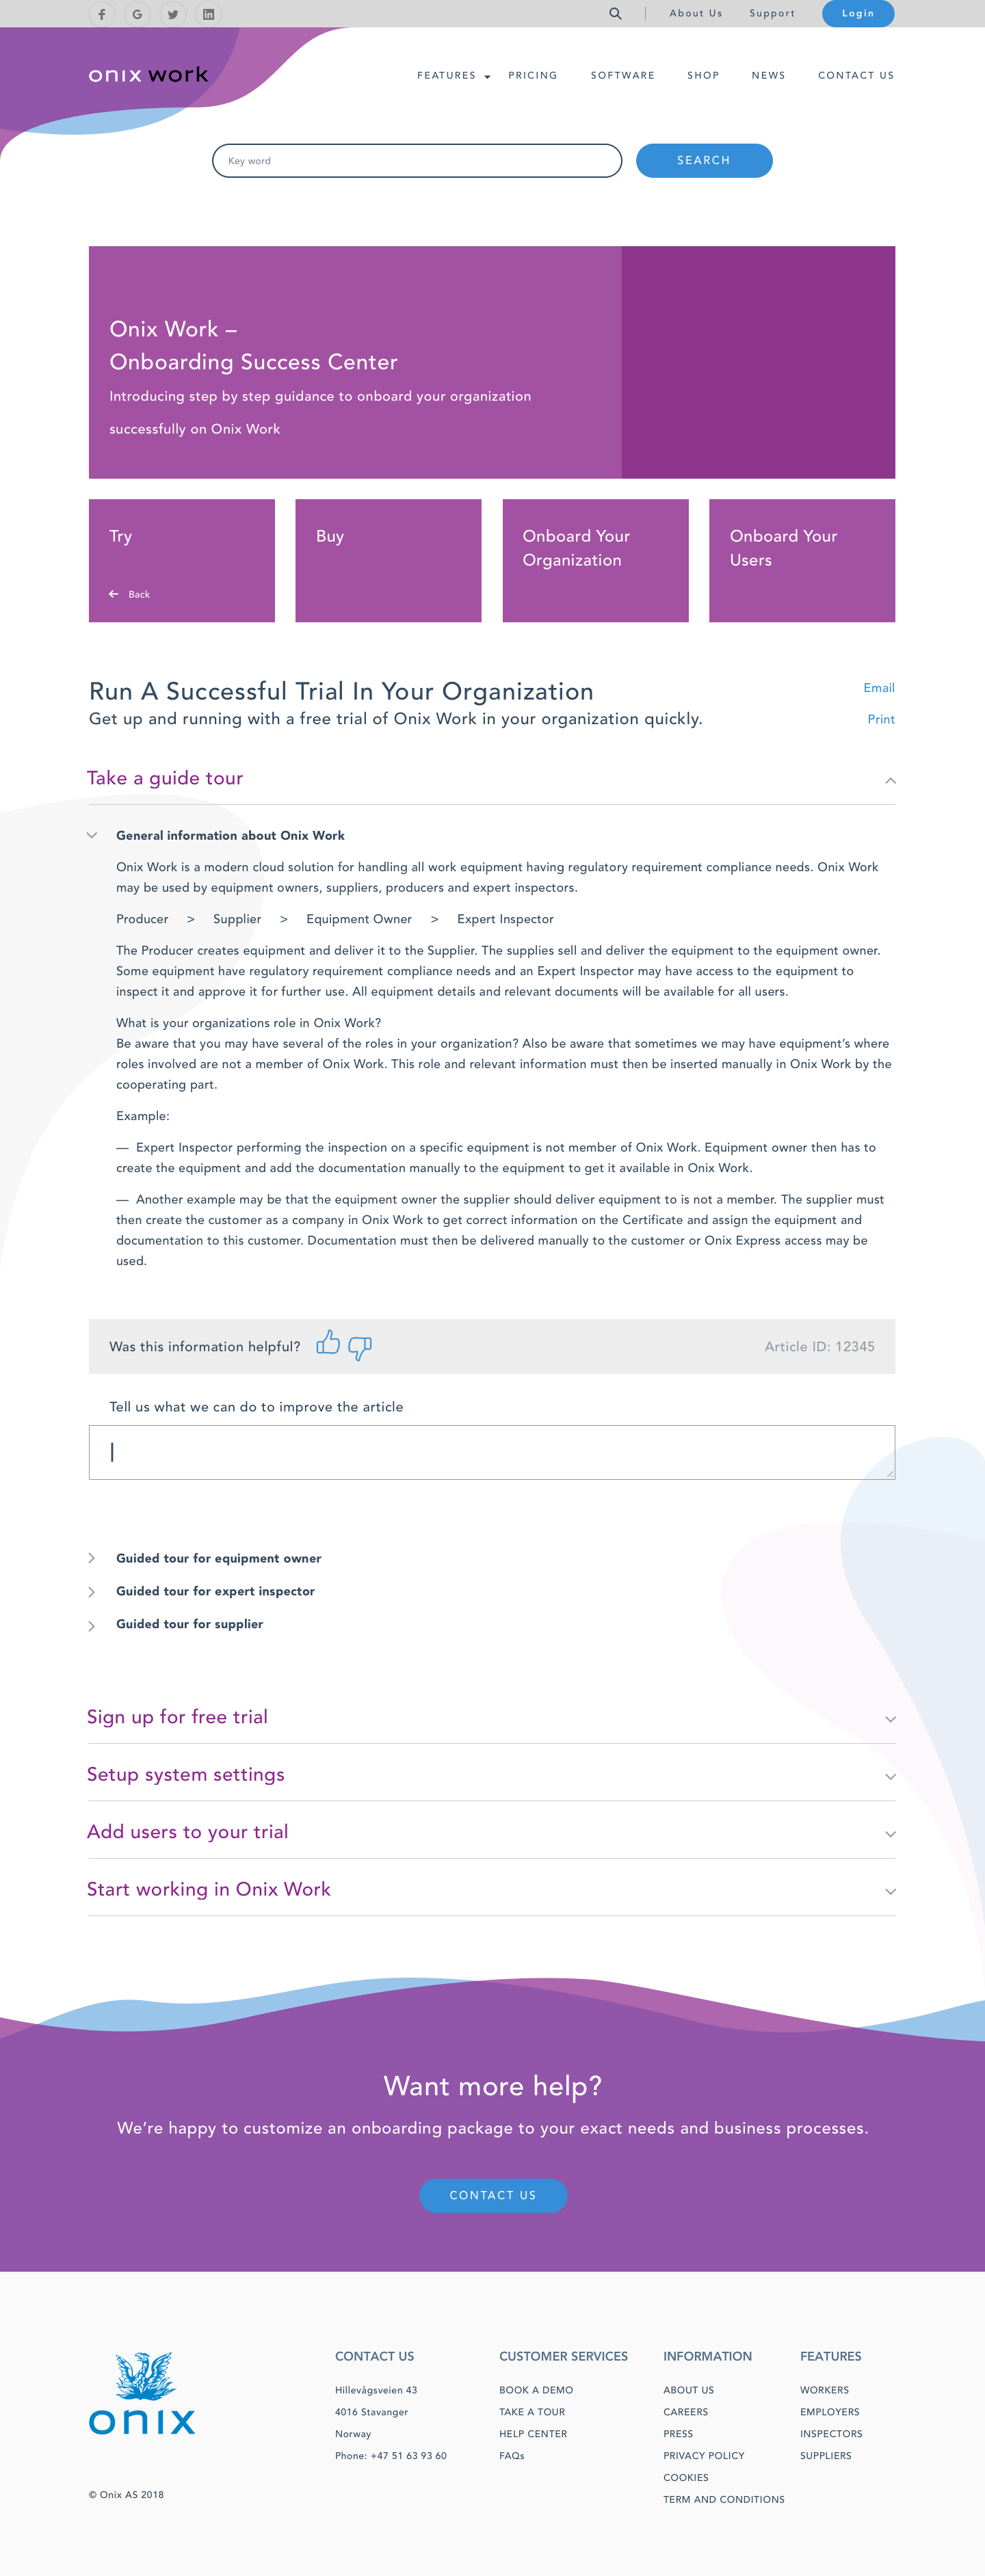 About Us
Support
Login
onix work
FEATURES
PRICING
SOFTWARE
SHOP
NEWS
CONTACT US
Key word
SEARCH
Onix Work –
Onboarding Success Center
Introducing step by step guidance to onboard your organization
successfully on Onix Work
Try
Back
Buy
Onboard Your
Organization
Onboard Your
Users
Run A Successful Trial In Your Organization
Email
Get up and running with a free trial of Onix Work in your organization quickly.
Print
Take a guide tour
General information about Onix Work
Onix Work is a modern cloud solution for handling all work equipment having regulatory requirement compliance needs. Onix Work
may be used by equipment owners, suppliers, producers and expert inspectors.
Producer > Supplier > Equipment Owner > Expert Inspector
The Producer creates equipment and deliver it to the Supplier. The supplies sell and deliver the equipment to the equipment owner.
Some equipment have regulatory requirement compliance needs and an Expert Inspector may have access to the equipment to
inspect it and approve it for further use. All equipment details and relevant documents will be available for all users.
What is your organizations role in Onix Work?
Be aware that you may have several of the roles in your organization? Also be aware that sometimes we may have equipment’s where
roles involved are not a member of Onix Work. This role and relevant information must then be inserted manually in Onix Work by the
cooperating part.
Example:
— Expert Inspector performing the inspection on a specific equipment is not member of Onix Work. Equipment owner then has to
create the equipment and add the documentation manually to the equipment to get it available in Onix Work.
— Another example may be that the equipment owner the supplier should deliver equipment to is not a member. The supplier must
then create the customer as a company in Onix Work to get correct information on the Certificate and assign the equipment and
documentation to this customer. Documentation must then be delivered manually to the customer or Onix Express access may be
used.
Was this information helpful?
Article ID: 12345
Tell us what we can do to improve the article
Guided tour for equipment owner
Guided tour for expert inspector
Guided tour for supplier
Sign up for free trial
Setup system settings
Add users to your trial
Start working in Onix Work
Want more help?
We’re happy to customize an onboarding package to your exact needs and business processes.
CONTACT US
onix
© Onix AS 2018
CONTACT US
Hillevågsveien 43
4016 Stavanger
Norway
Phone: +47 51 63 93 60
CUSTOMER SERVICES
BOOK A DEMO
TAKE A TOUR
HELP CENTER
FAQs
INFORMATION
ABOUT US
CAREERS
PRESS
PRIVACY POLICY
COOKIES
TERM AND CONDITIONS
FEATURES
WORKERS
EMPLOYERS
INSPECTORS
SUPPLIERS